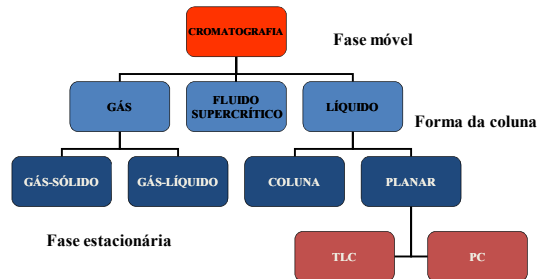 CROMATOGRAFIA
Fase móvel
GÁS
FLUIDO
SUPERCRÍTICO
LÍQUIDO
Forma da coluna
GÁS-SÓLIDO
GÁS-LÍQUIDO
COLUNA
PLANAR
Fase estacionária
TLC
PC